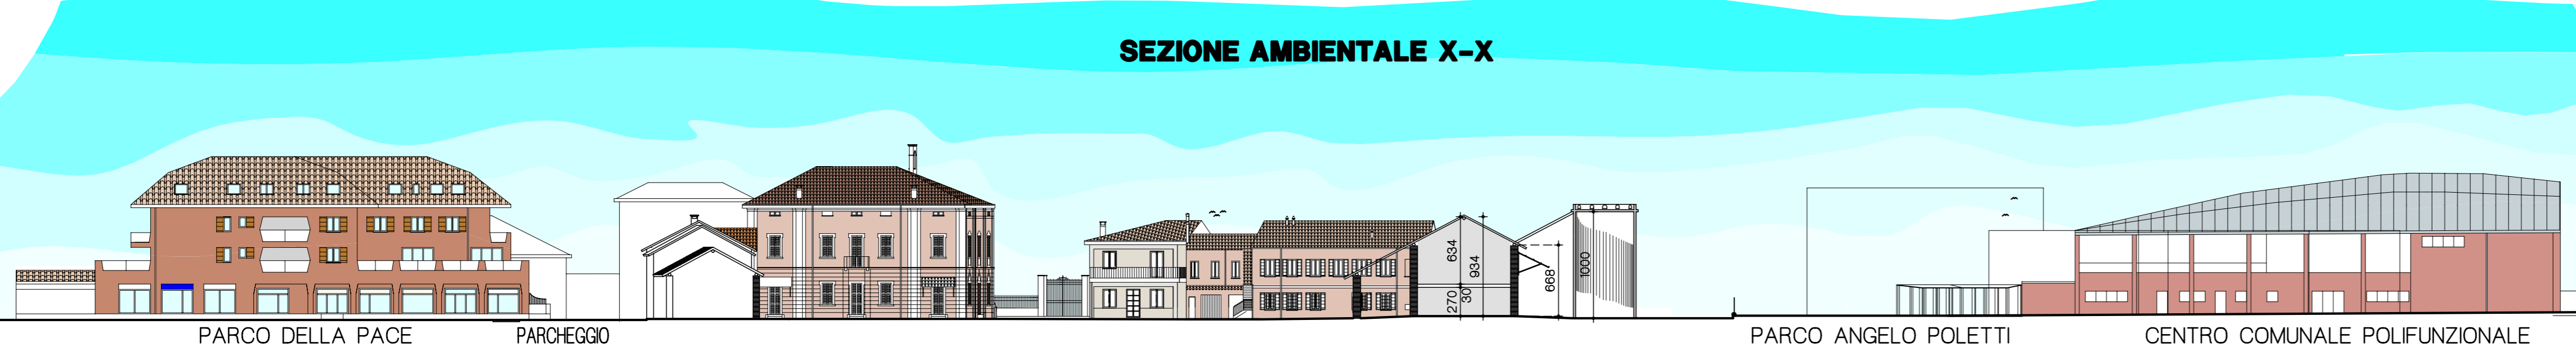 SEZIONE AMBIENTALE X-X
634
934
270
30
668
1000
PARCO DELLA PACE
PARCHEGGIO
PARCO ANGELO POLETTI
CENTRO COMUNALE POLIFUNZIONALE